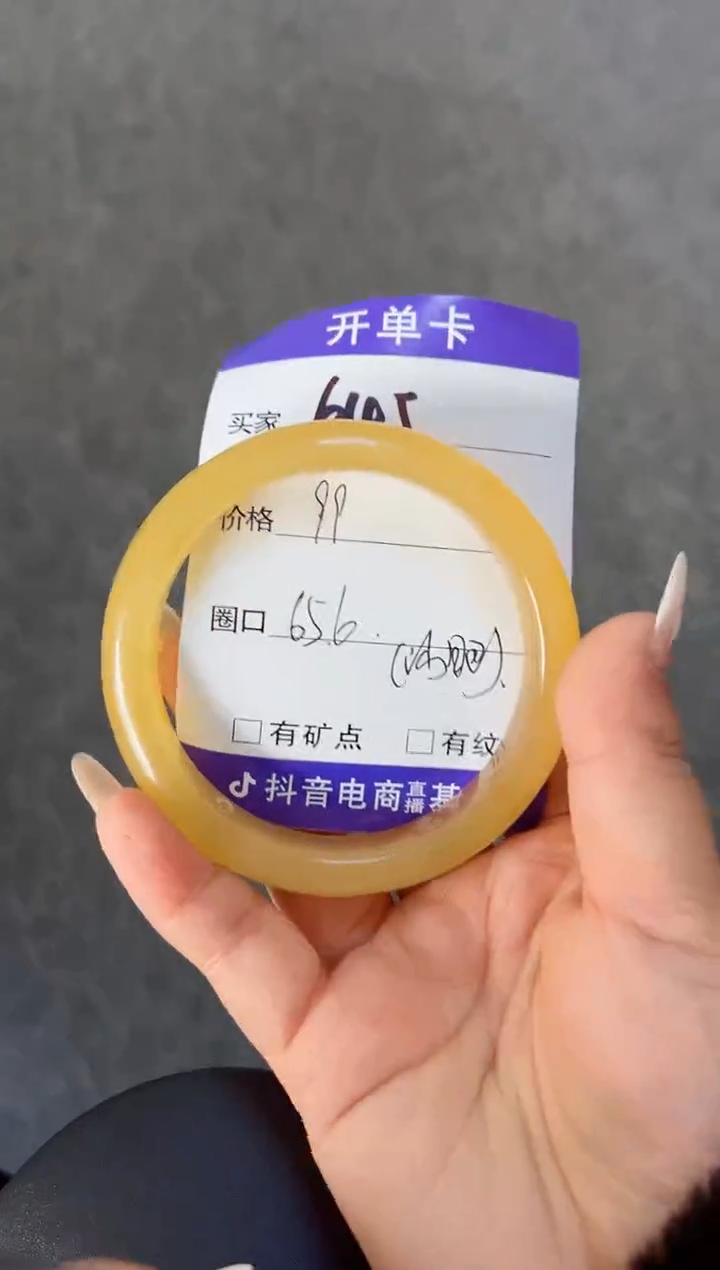 开单卡
买家
价格 99
圈口 65.6
□有矿点 □有纹
抖音电商直播基